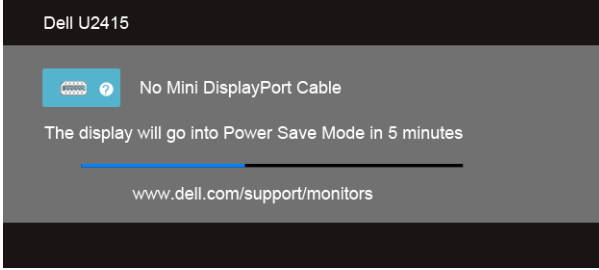 Dell U2415
No Mini DisplayPort Cable
The display will go into Power Save Mode in 5 minutes
www.dell.com/support/monitors